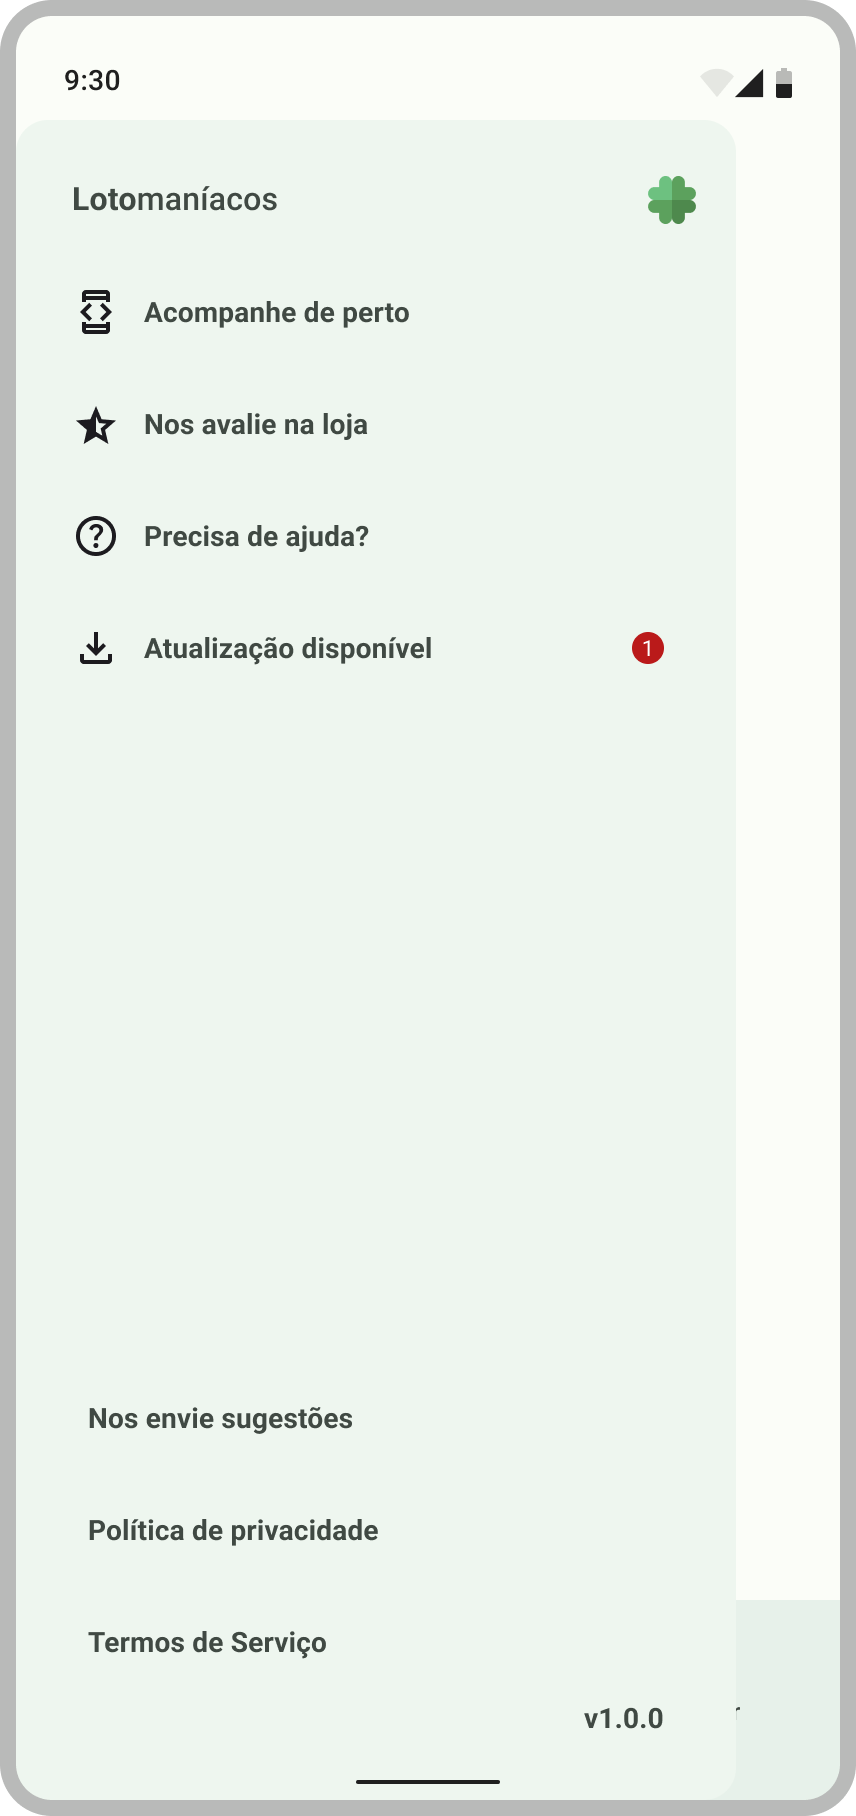 9:30
Lotomaníacos
Acompanhe de perto
Nos avalie na loja
Precisa de ajuda?
Atualização disponível 1
Nos envie sugestões
Política de privacidade
Termos de Serviço
v1.0.0